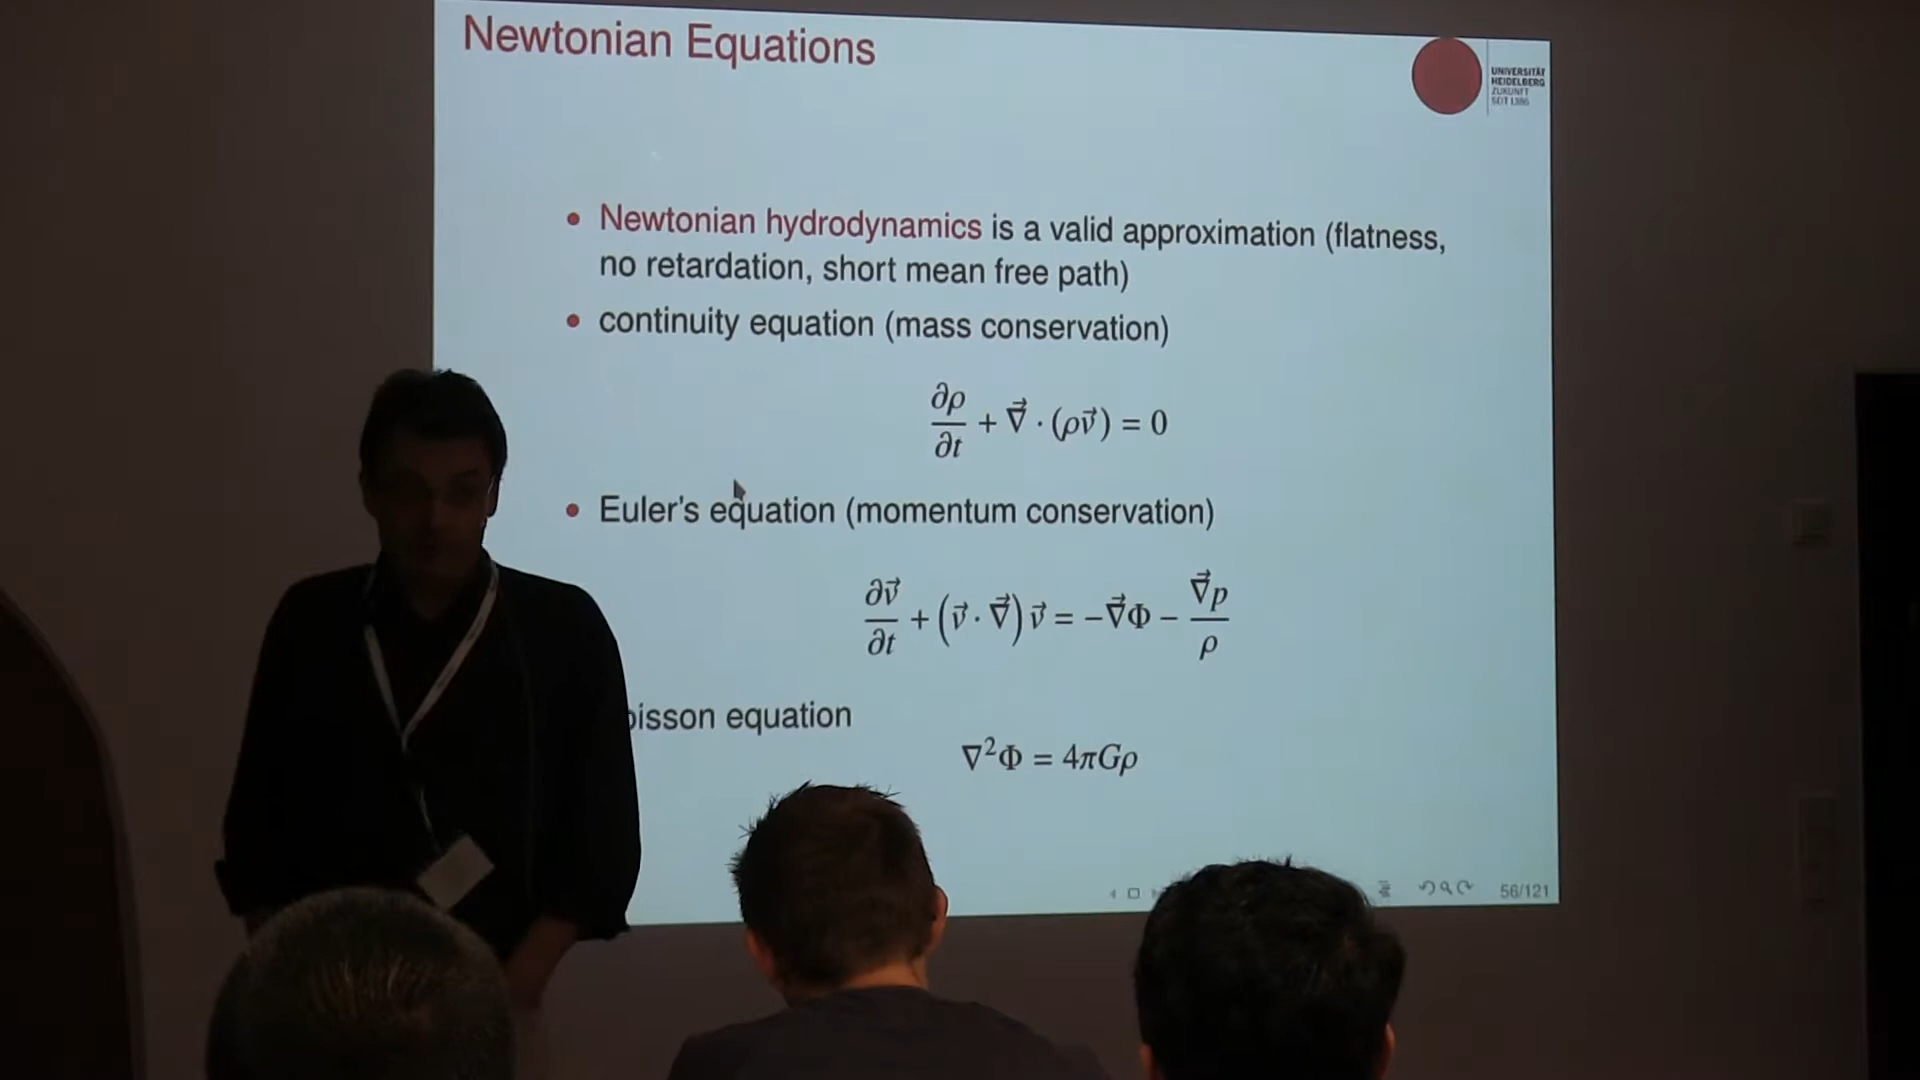 Newtonian Equations
UNIVERSITÄT
HEIDELBERG
ZUKUNFT
SEIT 1386
• Newtonian hydrodynamics is a valid approximation (flatness,
no retardation, short mean free path)
• continuity equation (mass conservation)
∂ρ/∂t + ∇⃗ · (ρv⃗) = 0
• Euler's equation (momentum conservation)
∂v⃗/∂t + (v⃗ · ∇⃗) v⃗ = −∇⃗Φ − ∇⃗p/ρ
oisson equation
∇²Φ = 4πGρ
56/121